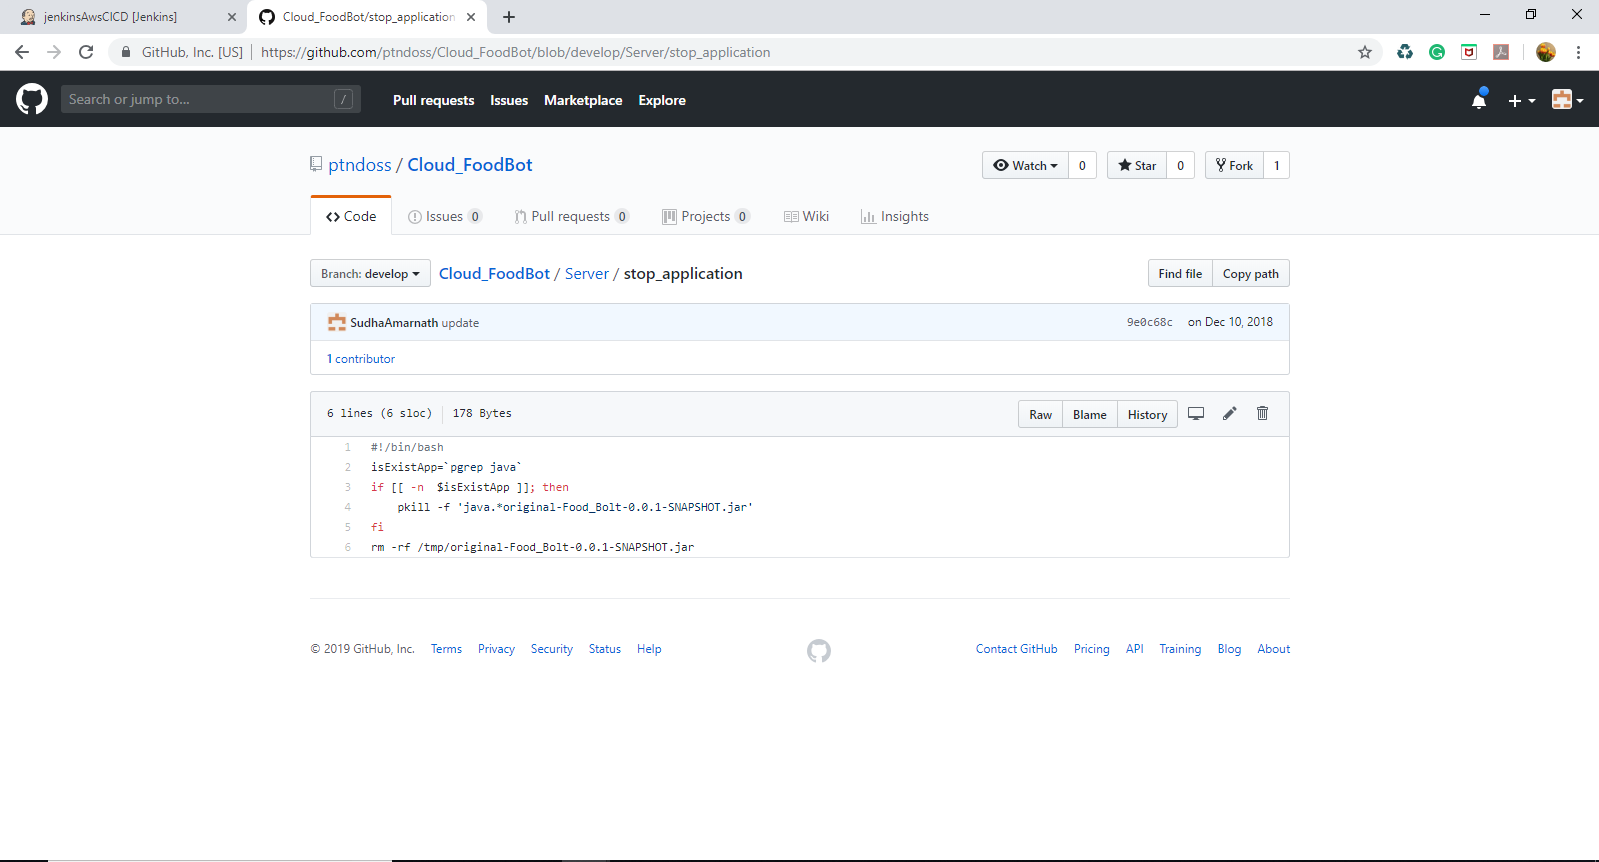 jenkinsAwsCICD [Jenkins]
Cloud_FoodBot/stop_application
GitHub, Inc. [US]
https://github.com/ptndoss/Cloud_FoodBot/blob/develop/Server/stop_application
Search or jump to...
/
Pull requests
Issues
Marketplace
Explore
ptndoss / Cloud_FoodBot
Watch
0
Star
0
Fork
1
Code
Issues 0
Pull requests 0
Projects 0
Wiki
Insights
Branch: develop
Cloud_FoodBot / Server / stop_application
Find file
Copy path
SudhaAmarnath update
9e0c68c
on Dec 10, 2018
1 contributor
6 lines (6 sloc)
178 Bytes
Raw
Blame
History
1 #!/bin/bash
2 isExistApp=`pgrep java`
3 if [[ -n  $isExistApp ]]; then
4     pkill -f 'java.*original-Food_Bolt-0.0.1-SNAPSHOT.jar'
5 fi
6 rm -rf /tmp/original-Food_Bolt-0.0.1-SNAPSHOT.jar
© 2019 GitHub, Inc.
Terms
Privacy
Security
Status
Help
Contact GitHub
Pricing
API
Training
Blog
About